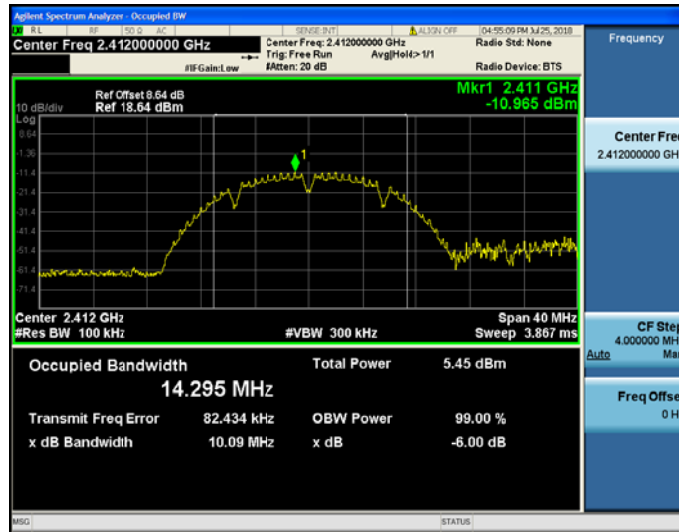 Agilent Spectrum Analyzer - Occupied BW
RL RF 50 Ω AC SENSE:INT ALIGN OFF 04:55:09 PM Jul 25, 2018
Center Freq 2.412000000 GHz
Center Freq: 2.412000000 GHz
Radio Std: None
Trig: Free Run Avg|Hold:>1/1
#IFGain:Low
#Atten: 20 dB
Radio Device: BTS
Frequency
Ref Offset 8.64 dB
10 dB/div Ref 18.64 dBm
Mkr1 2.411 GHz
-10.965 dBm
Log
8.64
-1.36
-11.4
-21.4
-31.4
-41.4
-51.4
-61.4
-71.4
1
Center Fre
2.412000000 GH
Center 2.412 GHz
Span 40 MHz
#Res BW 100 kHz
#VBW 300 kHz
Sweep 3.867 ms
CF Step
4.000000 MH
Auto Ma
Occupied Bandwidth
14.295 MHz
Total Power 5.45 dBm
Transmit Freq Error 82.434 kHz
OBW Power 99.00 %
x dB Bandwidth 10.09 MHz
x dB -6.00 dB
Freq Offse
0 H
MSG
STATUS